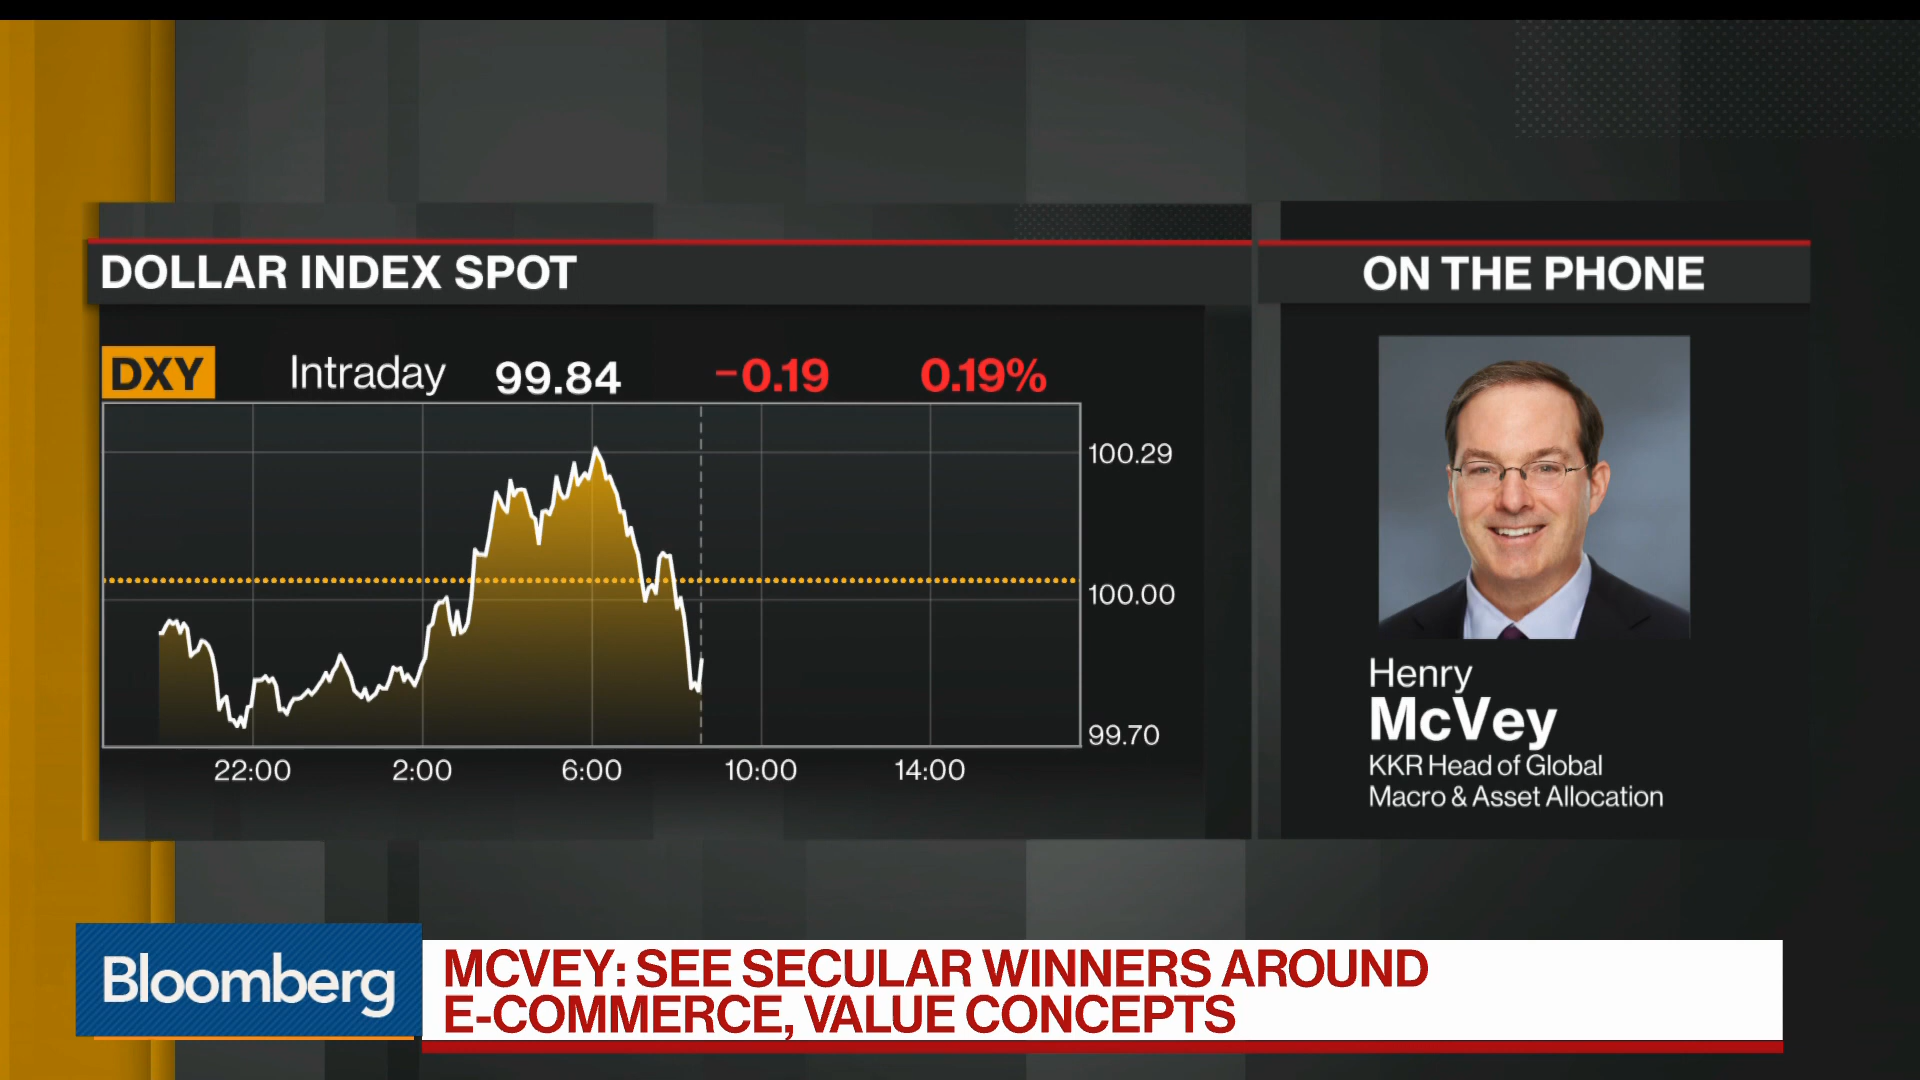 DOLLAR INDEX SPOT
DXY Intraday 99.84 -0.19 0.19%
100.29
100.00
99.70
22:00 2:00 6:00 10:00 14:00
ON THE PHONE
Henry
McVey
KKR Head of Global
Macro & Asset Allocation
Bloomberg
MCVEY: SEE SECULAR WINNERS AROUND
E-COMMERCE, VALUE CONCEPTS